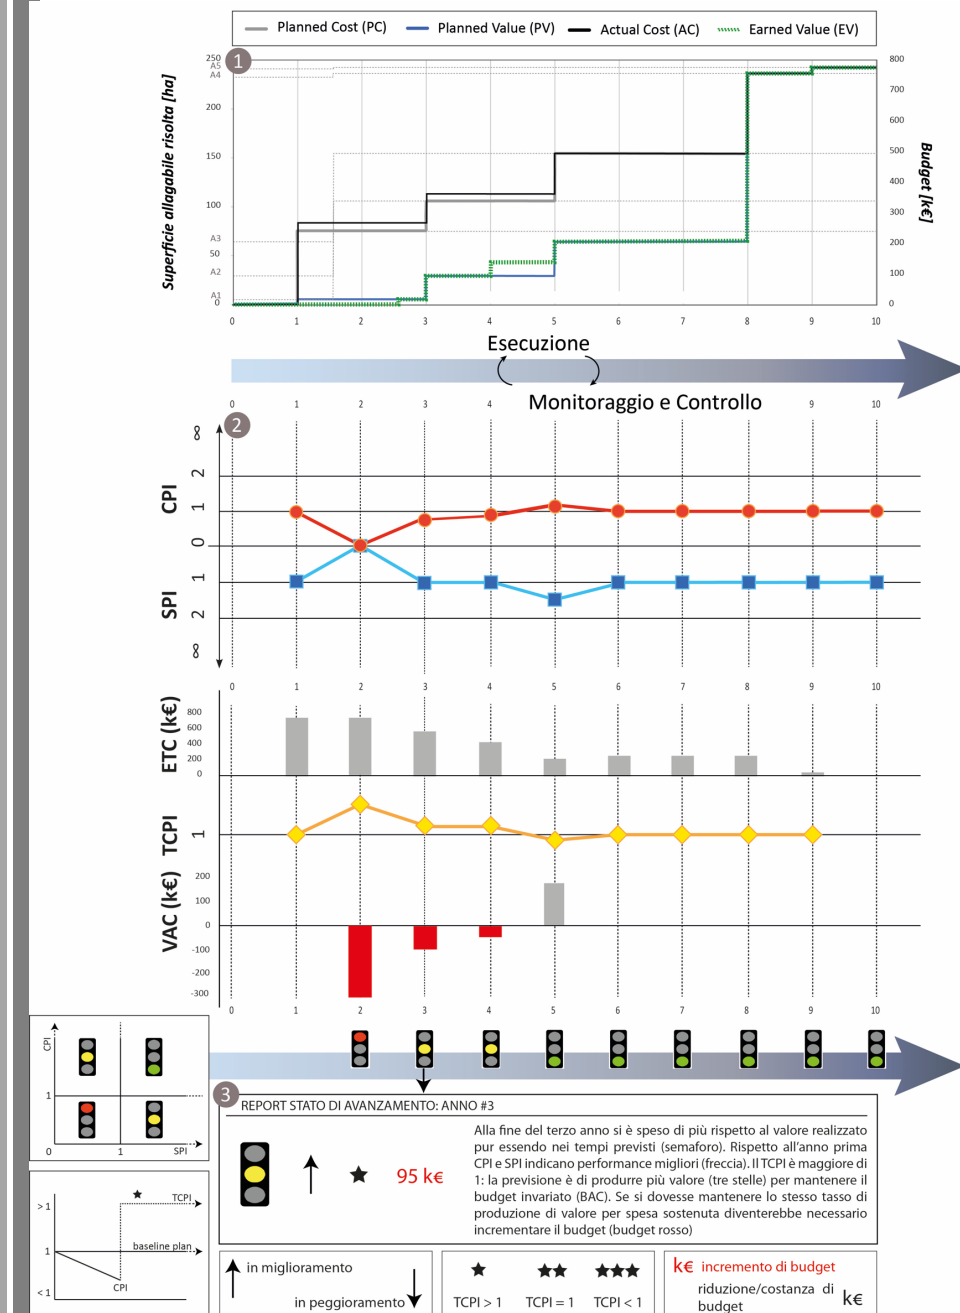 Planned Cost (PC) Planned Value (PV) Actual Cost (AC) Earned Value (EV)
1
Superficie allagabile risolta [ha]
250
A5
A4
200
150
100
A3
50
A2
A1
0
800
700
600
500
400
300
200
100
0
Budget [k€]
0 1 2 3 4 5 6 7 8 9 10
Esecuzione
Monitoraggio e Controllo
0 1 2 3 4 5 6 7 8 9 10
2
CPI
SPI
∞
2
1
0
1
2
∞
0 1 2 3 4 5 6 7 8 9 10
ETC (k€)
800
600
400
200
0
TCPI
1
VAC (k€)
200
100
0
-100
-200
-300
0 1 2 3 4 5 6 7 8 9 10
CPI
1
0 1 SPI
3
REPORT STATO DI AVANZAMENTO: ANNO #3
95 k€
Alla fine del terzo anno si è speso di più rispetto al valore realizzato
pur essendo nei tempi previsti (semaforo). Rispetto all'anno prima
CPI e SPI indicano performance migliori (freccia). Il TCPI è maggiore di
1: la previsione è di produrre più valore (tre stelle) per mantenere il
budget invariato (BAC). Se si dovesse mantenere lo stesso tasso di
produzione di valore per spesa sostenuta diventerebbe necessario
incrementare il budget (budget rosso)
> 1
TCPI
1
baseline plan
CPI
< 1
in miglioramento
in peggioramento
TCPI > 1 TCPI = 1 TCPI < 1
k€ incremento di budget
riduzione/costanza di
budget
k€